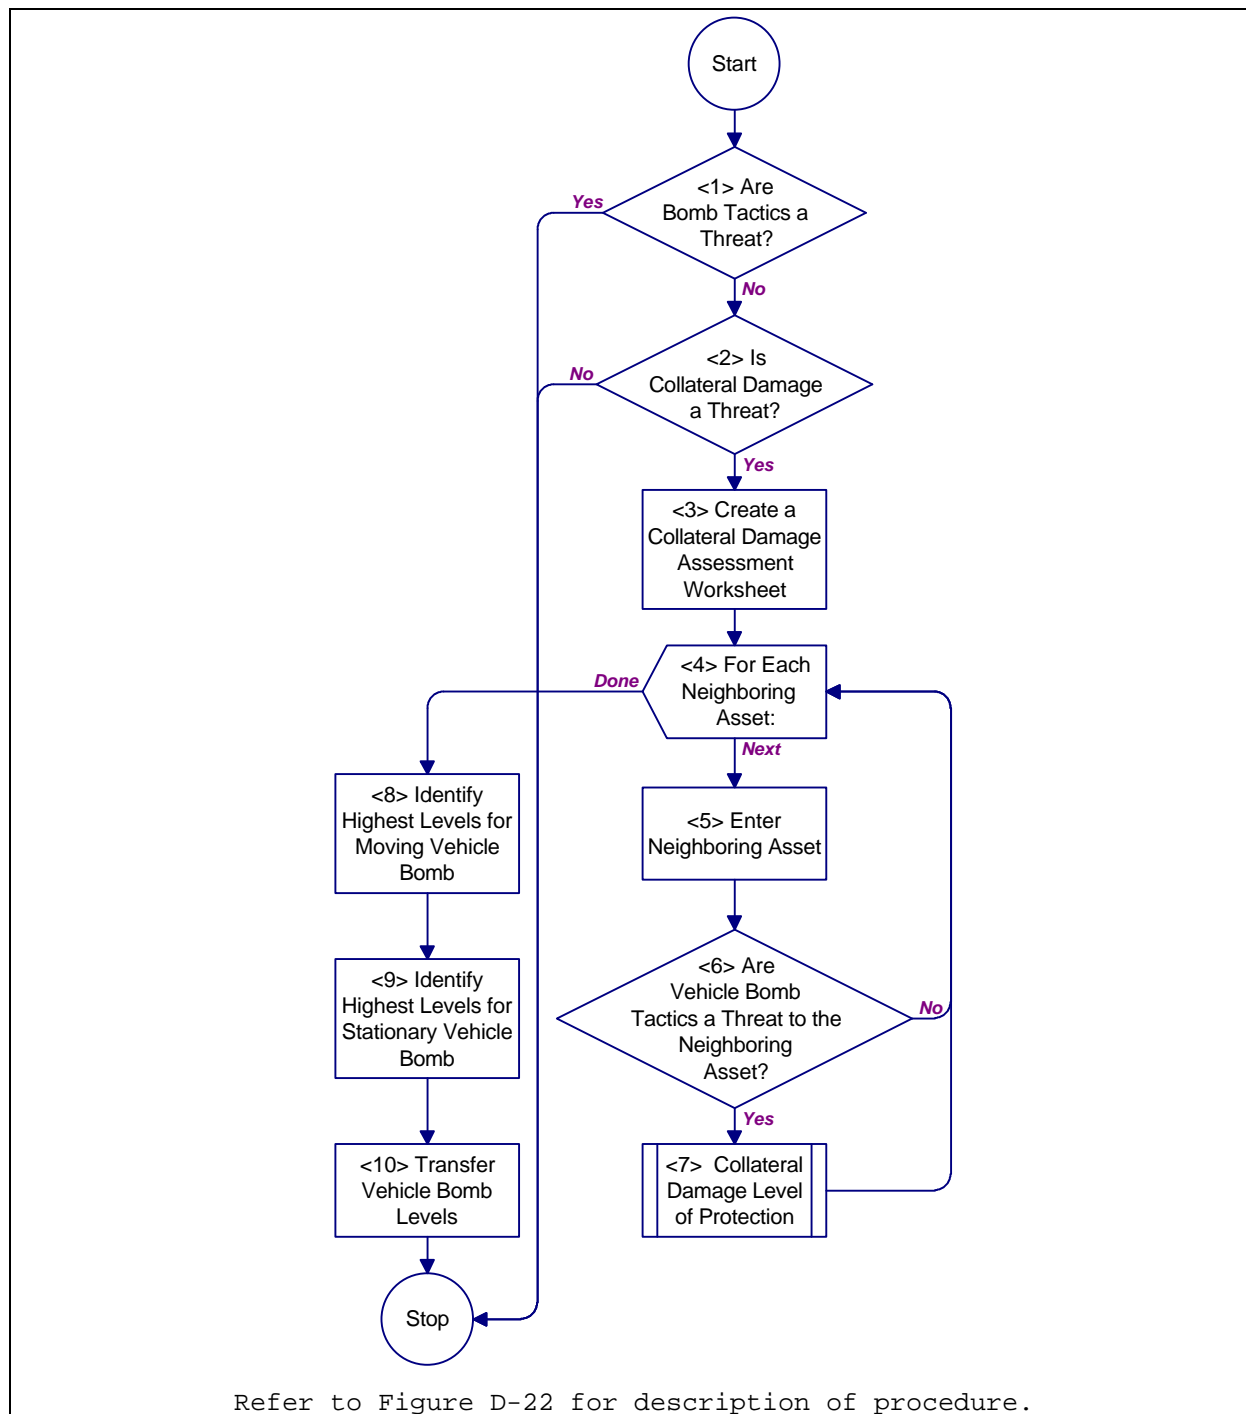 Start
<1> Are
Bomb Tactics a
Threat?
Yes
No
<2> Is
Collateral Damage
a Threat?
No
Yes
<3> Create a
Collateral Damage
Assessment
Worksheet
<4> For Each
Neighboring
Asset:
Done
Next
<5> Enter
Neighboring Asset
<6> Are
Vehicle Bomb
Tactics a Threat to the
Neighboring
Asset?
No
Yes
<7> Collateral
Damage Level
of Protection
<8> Identify
Highest Levels for
Moving Vehicle
Bomb
<9> Identify
Highest Levels for
Stationary Vehicle
Bomb
<10> Transfer
Vehicle Bomb
Levels
Stop
Refer to Figure D-22 for description of procedure.